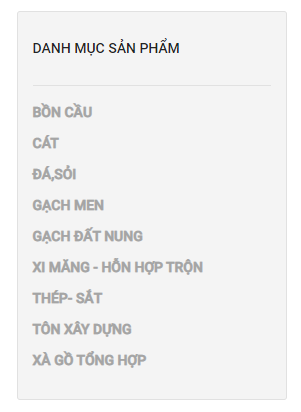 DANH MỤC SẢN PHẨM
BỒN CẦU
CÁT
ĐÁ,SỎI
GẠCH MEN
GẠCH ĐẤT NUNG
XI MĂNG - HỖN HỢP TRỘN
THÉP- SẮT
TÔN XÂY DỰNG
XÀ GỒ TỔNG HỢP